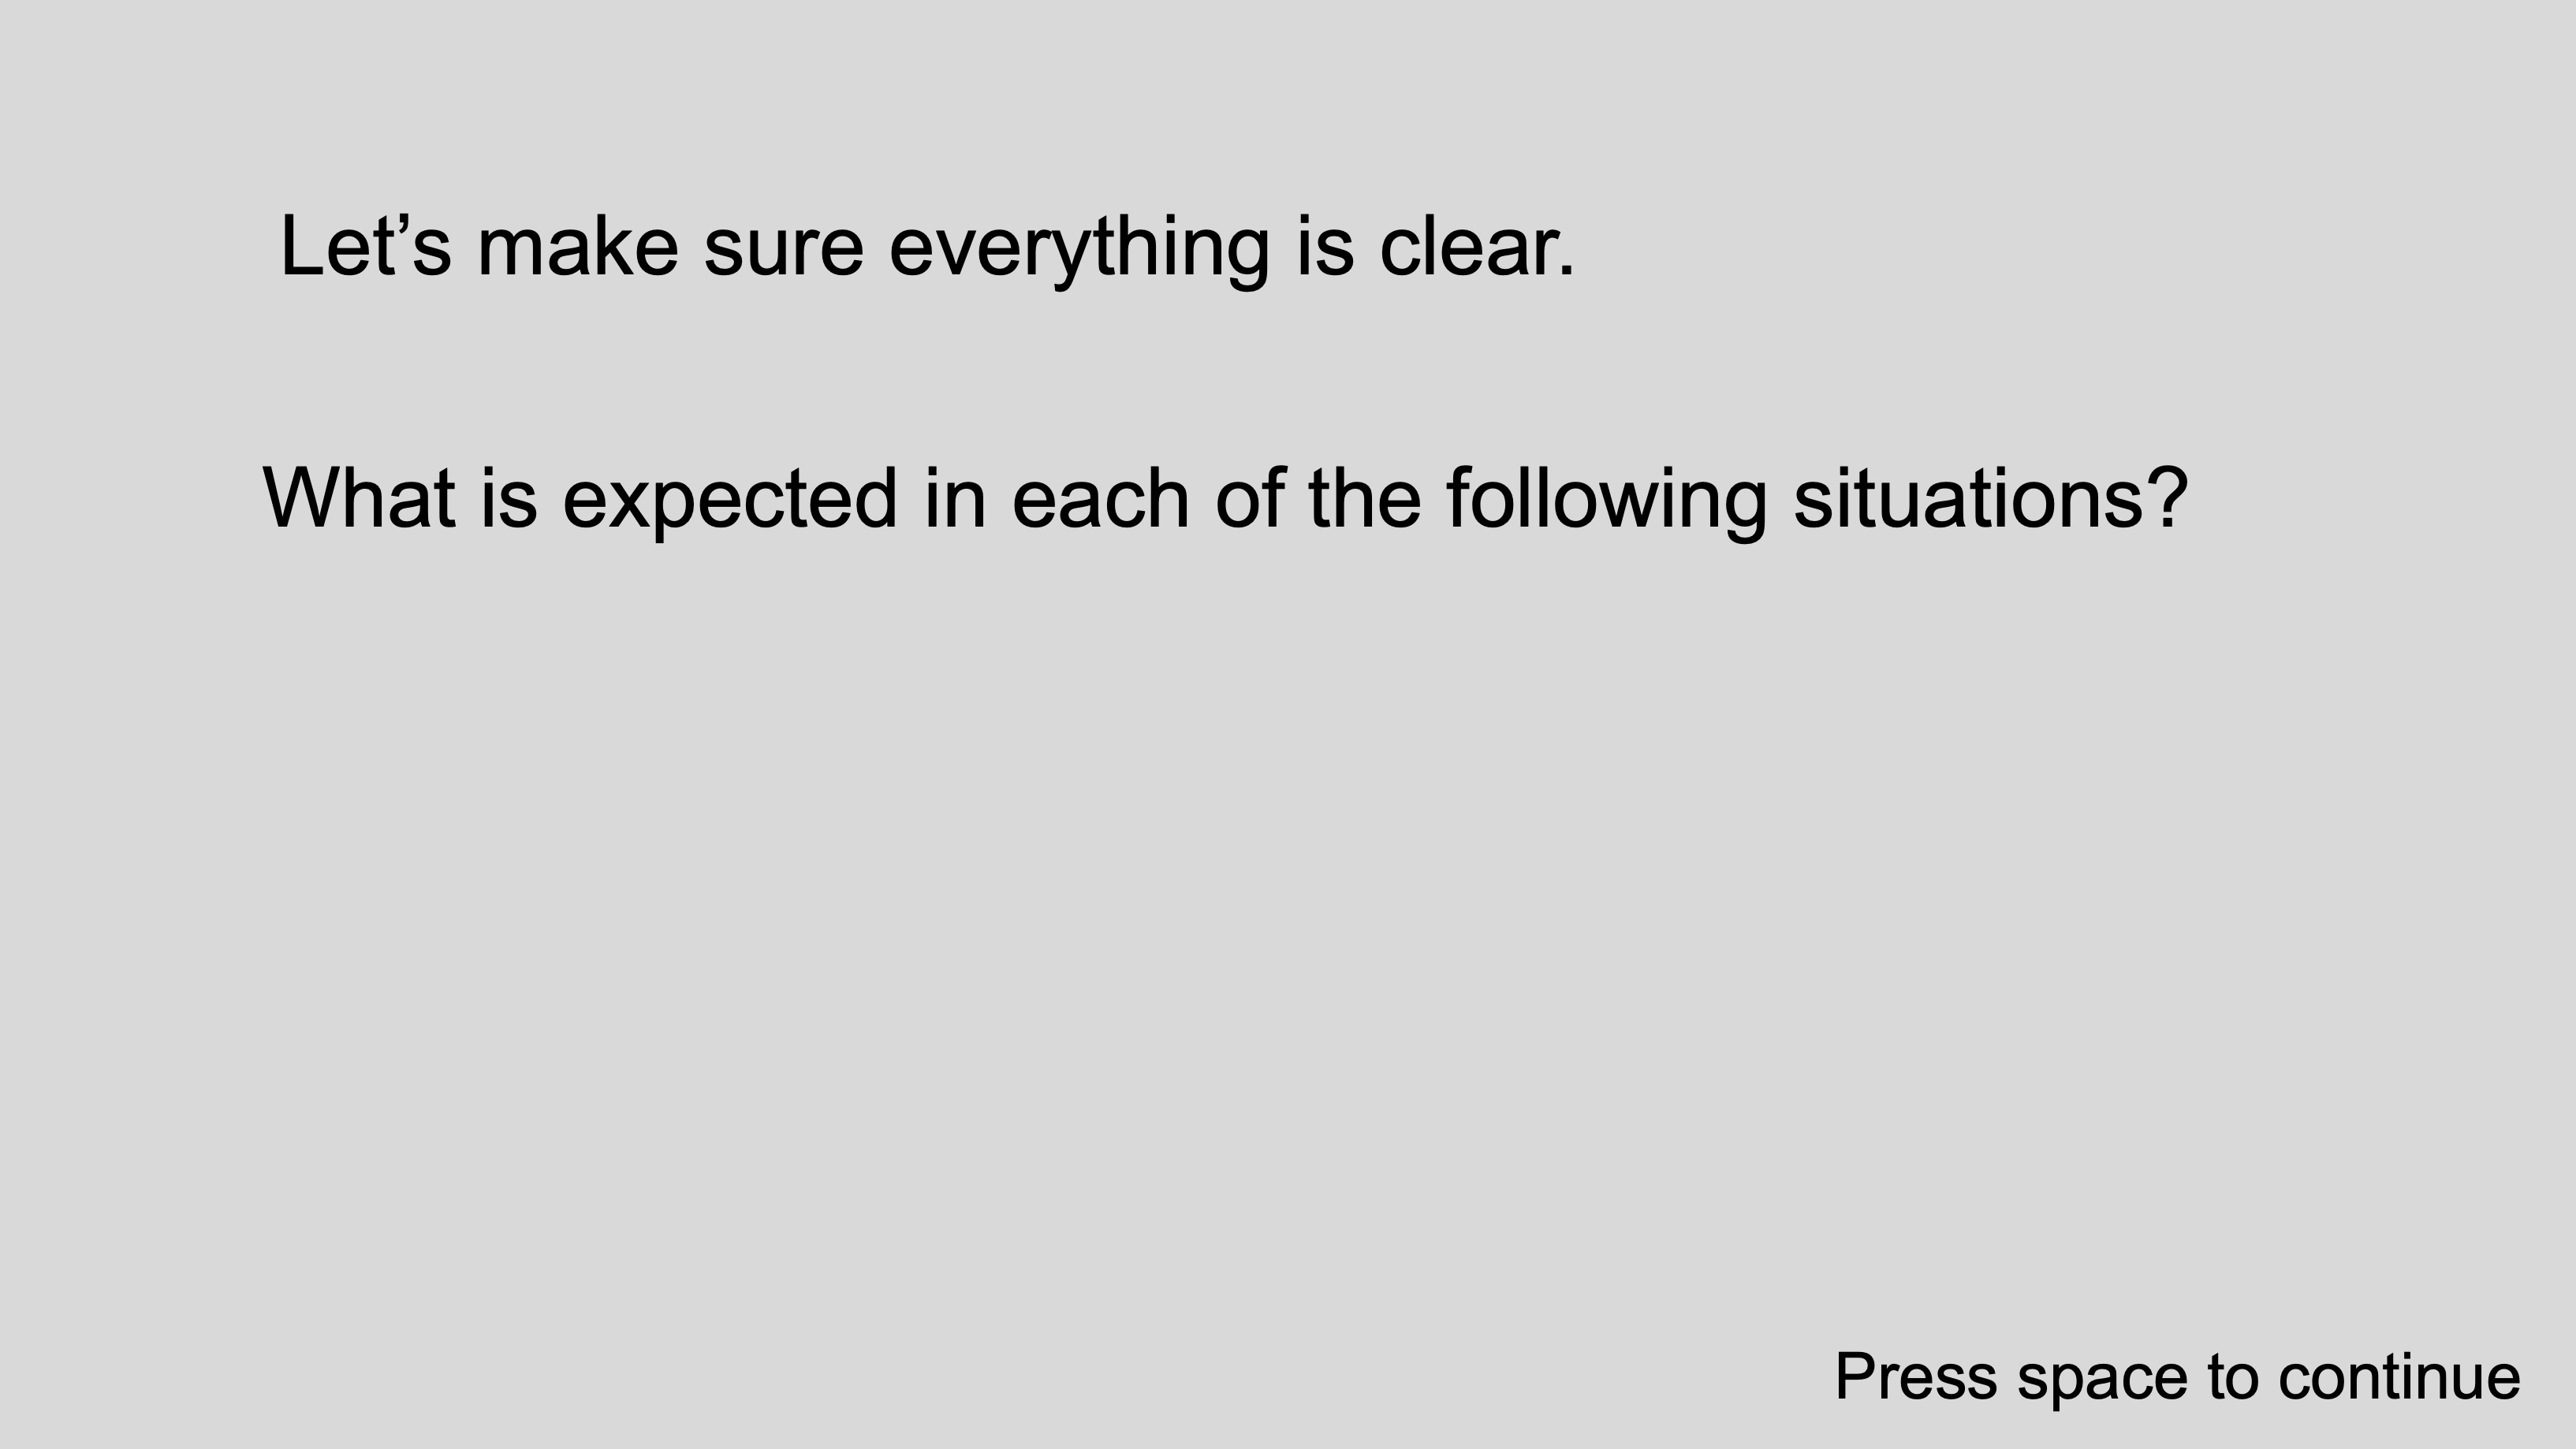 Let’s make sure everything is clear.
What is expected in each of the following situations?
Press space to continue